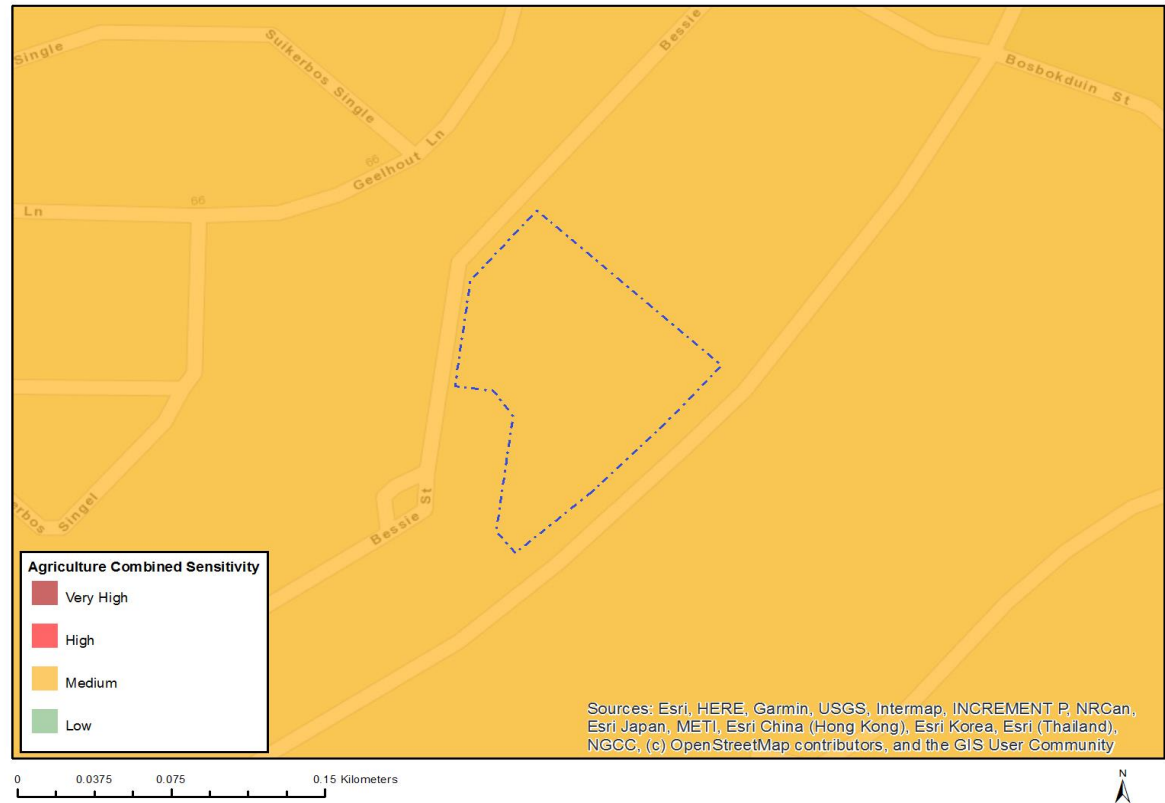 Single
Suikerbos Single
Bessie
Bosbokduin St
66
Geelhout Ln
66
Ln
erbos Singel
Bessie St
Agriculture Combined Sensitivity
Very High
High
Medium
Low
Sources: Esri, HERE, Garmin, USGS, Intermap, INCREMENT P, NRCan,
Esri Japan, METI, Esri China (Hong Kong), Esri Korea, Esri (Thailand),
NGCC, (c) OpenStreetMap contributors, and the GIS User Community
0 0.0375 0.075 0.15 Kilometers
N